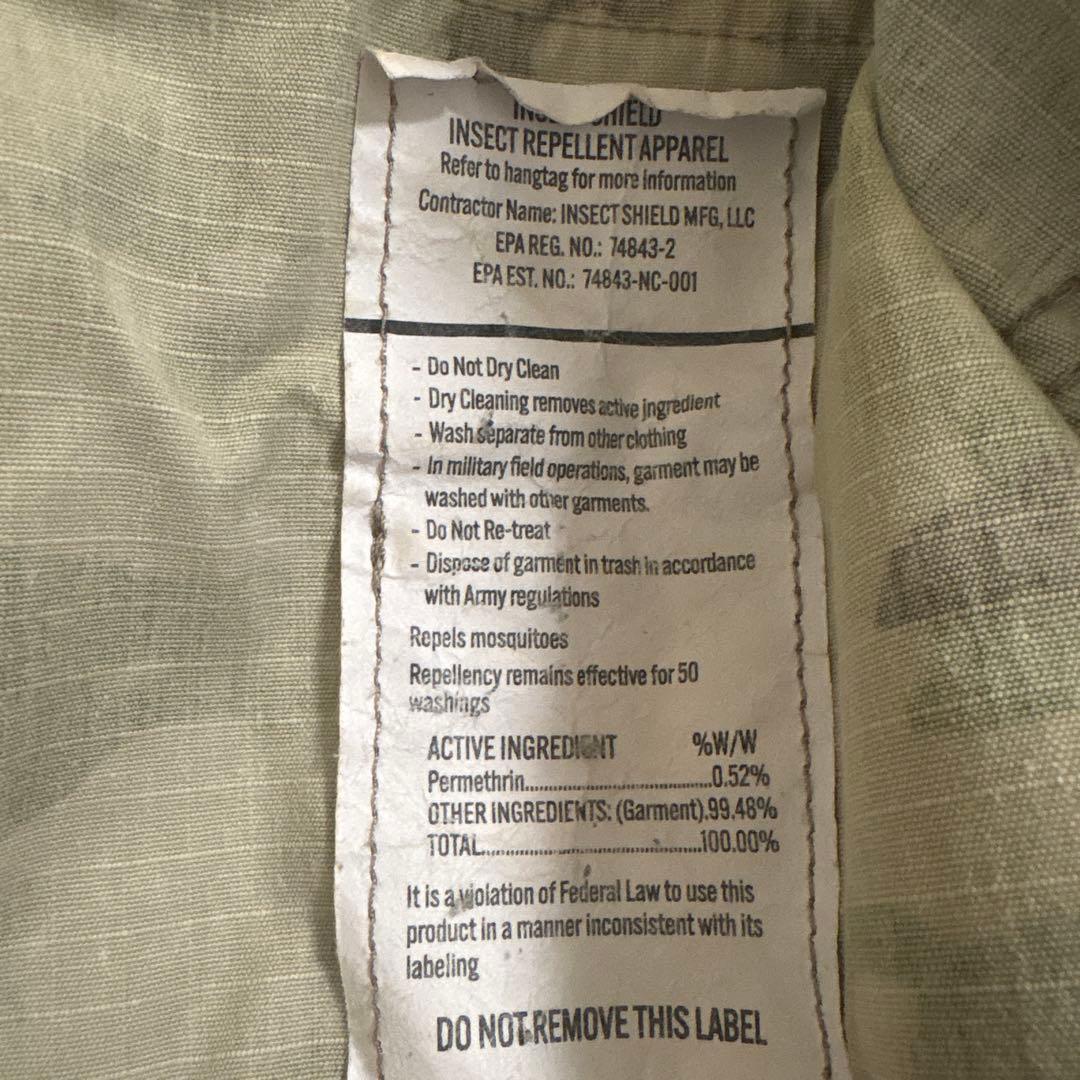 SHIELD
INSECT REPELLENT APPAREL
Refer to hangtag for more information
Contractor Name: INSECT SHIELD MFG, LLC
EPA REG. NO.: 74843-2
EPA EST. NO.: 74843-NC-001
- Do Not Dry Clean
- Dry Cleaning removes active ingredient
- Wash separate from other clothing
- In military field operations, garment may be
washed with other garments.
- Do Not Re-treat
- Dispose of garment in trash in accordance
with Army regulations
Repels mosquitoes
Repellency remains effective for 50
washings
ACTIVE INGREDIENT %W/W
Permethrin...............................0.52%
OTHER INGREDIENTS: (Garment).99.48%
TOTAL.....................................100.00%
It is a violation of Federal Law to use this
product in a manner inconsistent with its
labeling
DO NOT REMOVE THIS LABEL